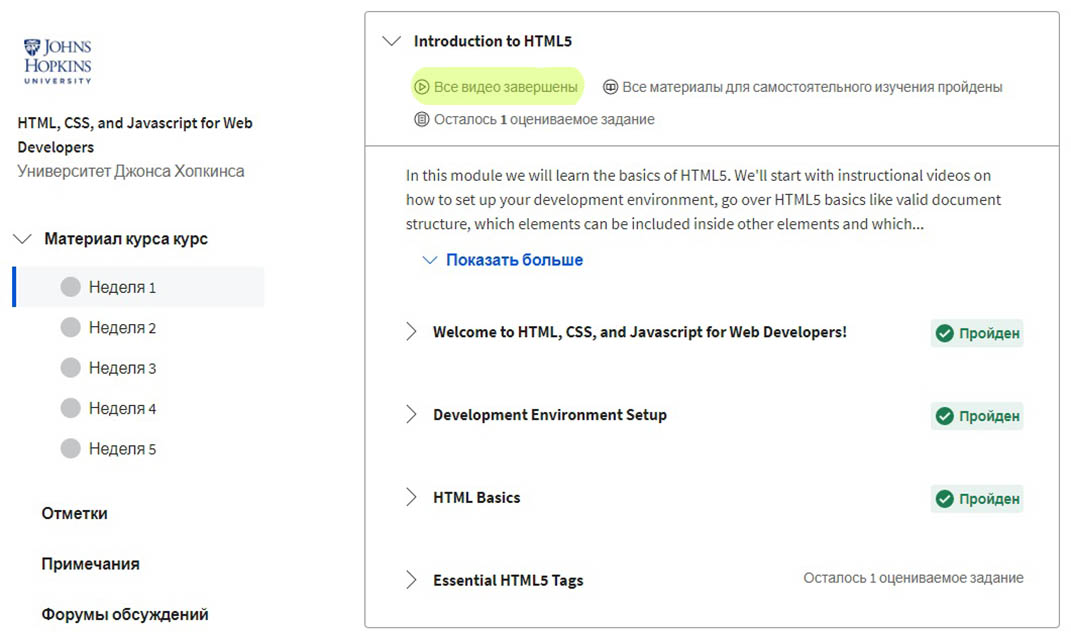 JOHNS
HOPKINS
UNIVERSITY
HTML, CSS, and Javascript for Web
Developers
Университет Джонса Хопкинса
Материал курса курс
Неделя 1
Неделя 2
Неделя 3
Неделя 4
Неделя 5
Отметки
Примечания
Форумы обсуждений
Introduction to HTML5
Все видео завершены Все материалы для самостоятельного изучения пройдены
Осталось 1 оцениваемое задание
In this module we will learn the basics of HTML5. We'll start with instructional videos on
how to set up your development environment, go over HTML5 basics like valid document
structure, which elements can be included inside other elements and which...
Показать больше
Welcome to HTML, CSS, and Javascript for Web Developers! Пройден
Development Environment Setup Пройден
HTML Basics Пройден
Essential HTML5 Tags Осталось 1 оцениваемое задание